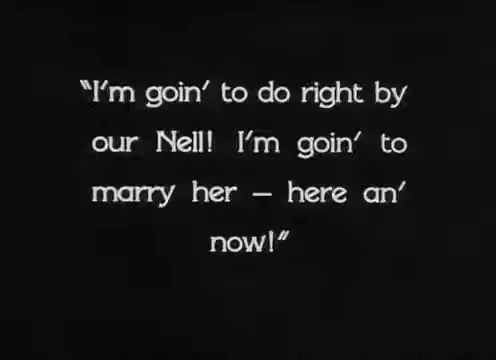 "I'm goin' to do right by
our Nell! I'm goin' to
marry her — here an'
now!"